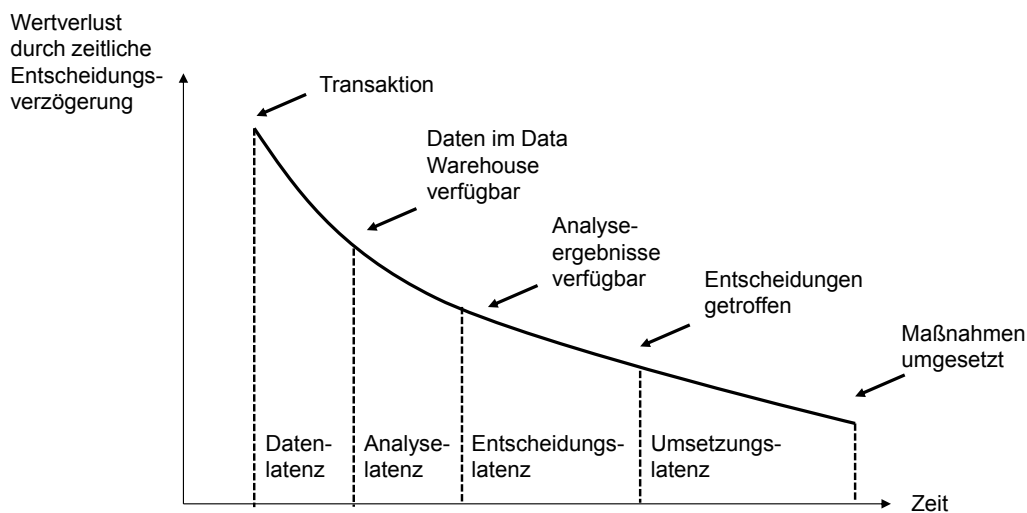 Wertverlust
durch zeitliche
Entscheidungs-
verzögerung
Transaktion
Daten im Data
Warehouse
verfügbar
Analyse-
ergebnisse
verfügbar
Entscheidungen
getroffen
Maßnahmen
umgesetzt
Daten-
latenz
Analyse-
latenz
Entscheidungs-
latenz
Umsetzungs-
latenz
Zeit